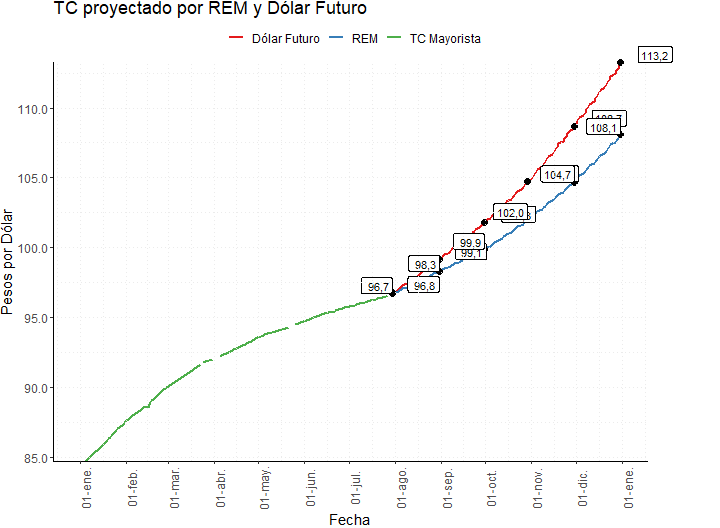 TC proyectado por REM y Dólar Futuro
Dólar Futuro REM TC Mayorista
113,2
108,1
104,7
102,0
99,9
99,1
98,3
96,7
96,8
110.0
105.0
100.0
95.0
90.0
85.0
Pesos por Dólar
01-ene.
01-feb.
01-mar.
01-abr.
01-may.
01-jun.
01-jul.
01-ago.
01-sep.
01-oct.
01-nov.
01-dic.
01-ene.
Fecha